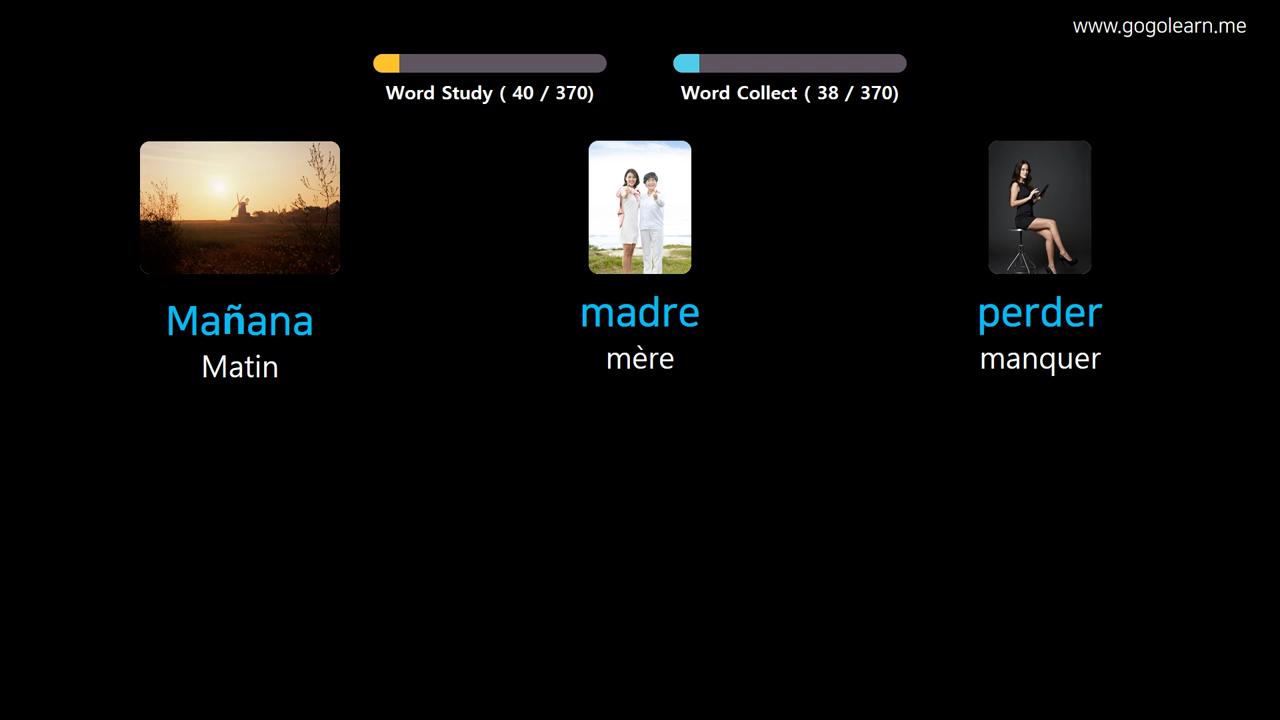 www.gogolearn.me
Word Study ( 40 / 370)
Word Collect ( 38 / 370)
Mañana
Matin
madre
mère
perder
manquer